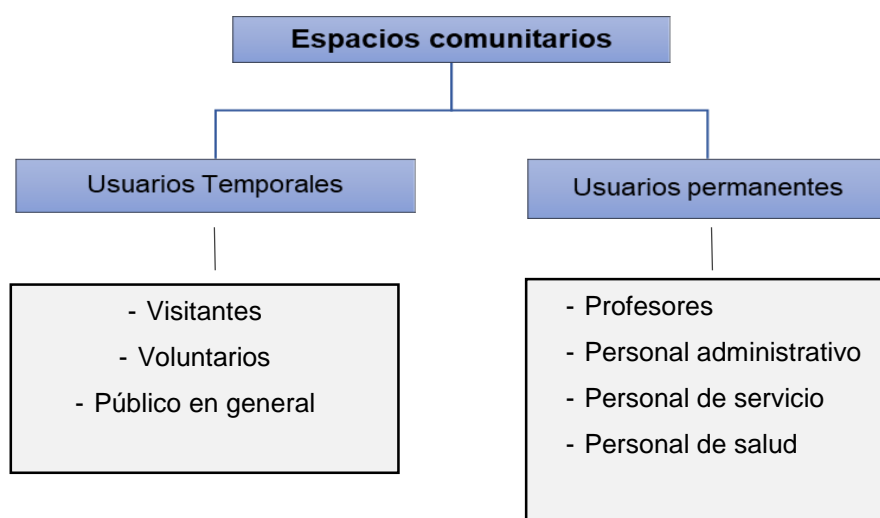 Espacios comunitarios
Usuarios Temporales
Usuarios permanentes
- Visitantes
- Voluntarios
- Público en general
- Profesores
- Personal administrativo
- Personal de servicio
- Personal de salud